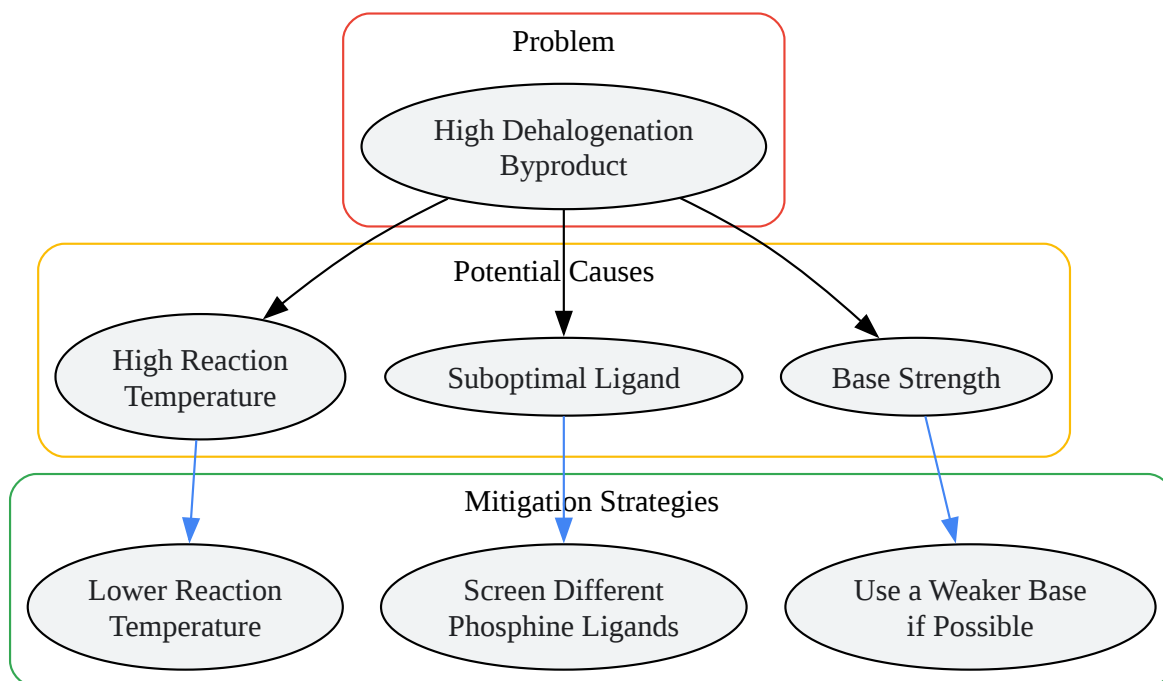 Problem
High Dehalogenation
Byproduct
Potential Causes
High Reaction
Temperature
Suboptimal Ligand
Base Strength
Mitigation Strategies
Lower Reaction
Temperature
Screen Different
Phosphine Ligands
Use a Weaker Base
if Possible